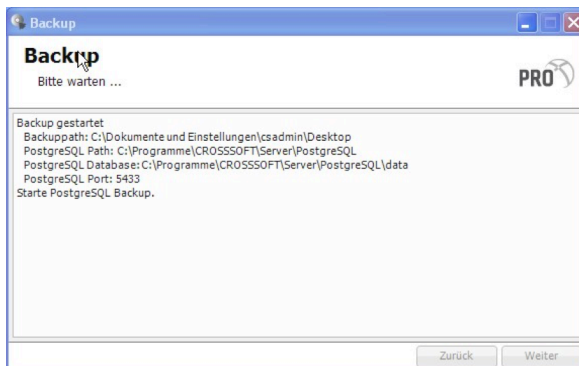 Backup
Backup
Bitte warten ...
PRO
Backup gestartet
Backuppath: C:\Dokumente und Einstellungen\csadmin\Desktop
PostgreSQL Path: C:\Programme\CROSSSOFT\Server\PostgreSQL
PostgreSQL Database: C:\Programme\CROSSSOFT\Server\PostgreSQL\data
PostgreSQL Port: 5433
Starte PostgreSQL Backup.
Zurück Weiter